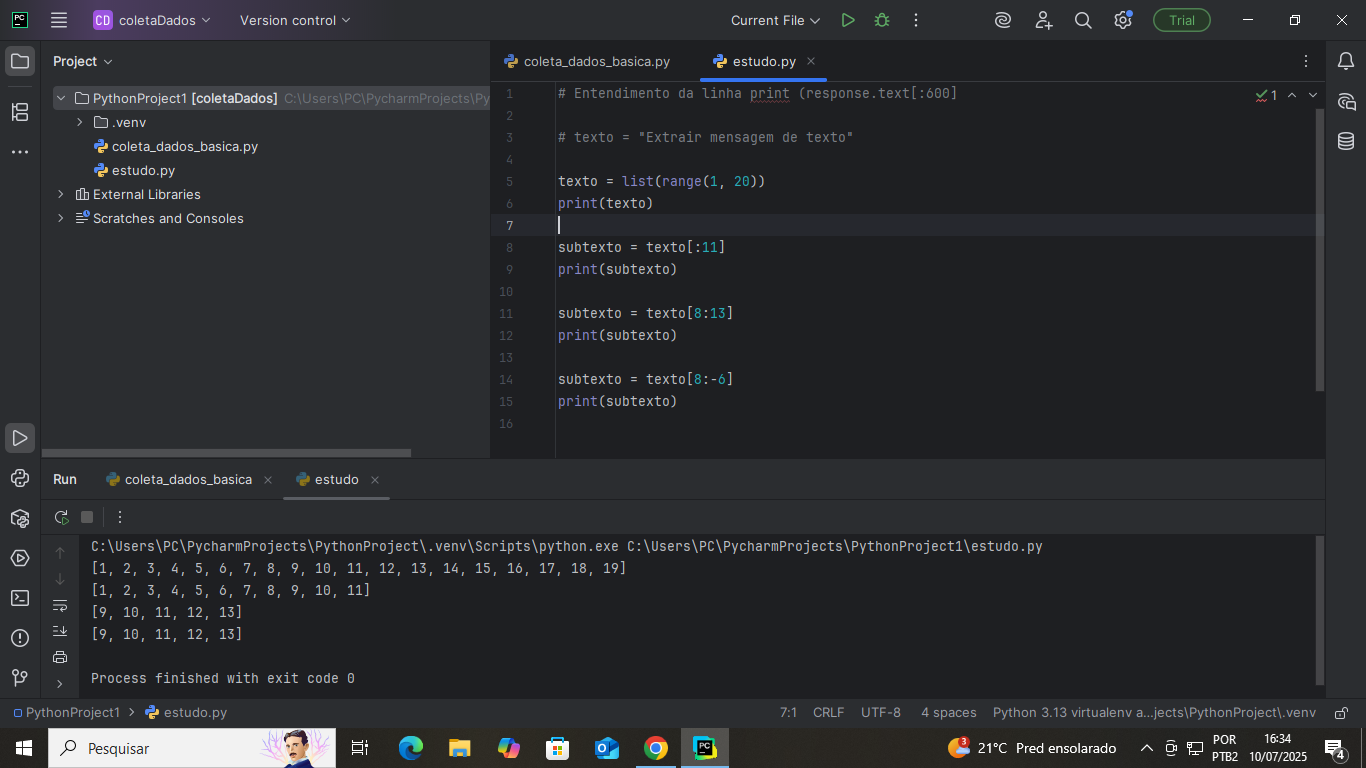 PC
CD coletaDados
Version control
Current File
Trial
Project
PythonProject1 [coletaDados] C:\Users\PC\PycharmProjects\Py
.venv
coleta_dados_basica.py
estudo.py
External Libraries
Scratches and Consoles
coleta_dados_basica.py
estudo.py
1
1 # Entendimento da linha print (response.text[:600]
2
3 # texto = "Extrair mensagem de texto"
4
5 texto = list(range(1, 20))
6 print(texto)
7
8 subtexto = texto[:11]
9 print(subtexto)
10
11 subtexto = texto[8:13]
12 print(subtexto)
13
14 subtexto = texto[8:-6]
15 print(subtexto)
16
Run
coleta_dados_basica
estudo
C:\Users\PC\PycharmProjects\PythonProject\.venv\Scripts\python.exe C:\Users\PC\PycharmProjects\PythonProject1\estudo.py
[1, 2, 3, 4, 5, 6, 7, 8, 9, 10, 11, 12, 13, 14, 15, 16, 17, 18, 19]
[1, 2, 3, 4, 5, 6, 7, 8, 9, 10, 11]
[9, 10, 11, 12, 13]
[9, 10, 11, 12, 13]
Process finished with exit code 0
PythonProject1 > estudo.py
7:1 CRLF UTF-8 4 spaces Python 3.13 virtualenv a...jects\PythonProject\.venv
Pesquisar
PC
3
21°C Pred ensolarado
POR
PTB2
16:34
10/07/2025
4